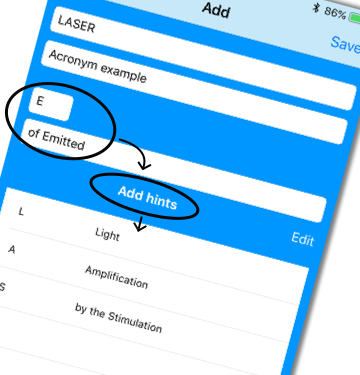 Add
86%
Save
LASER
Acronym example
E
of Emitted
Add hints
Edit
L
Light
A
Amplification
S
by the Stimulation